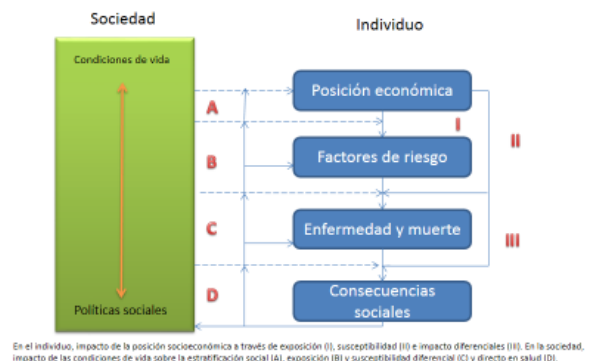 Sociedad
Individuo
Condiciones de vida
Posición económica
A
I
II
B
Factores de riesgo
C
Enfermedad y muerte
III
D
Consecuencias
sociales
Políticas sociales
En el individuo, impacto de la posición socioeconómica a través de exposición (I), susceptibilidad (II) e impacto diferenciales (III). En la sociedad,
impacto de las condiciones de vida sobre la estratificación social (A), exposición (B) y susceptibilidad diferencial (C) y directo en salud (D).